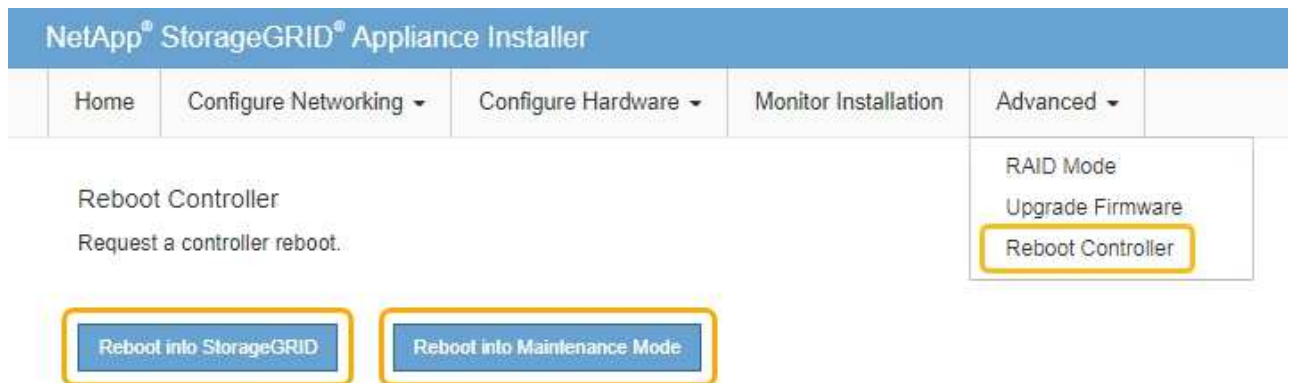 NetApp® StorageGRID® Appliance Installer
Home Configure Networking Configure Hardware Monitor Installation Advanced
RAID Mode
Upgrade Firmware
Reboot Controller
Reboot Controller
Request a controller reboot.
Reboot into StorageGRID Reboot into Maintenance Mode